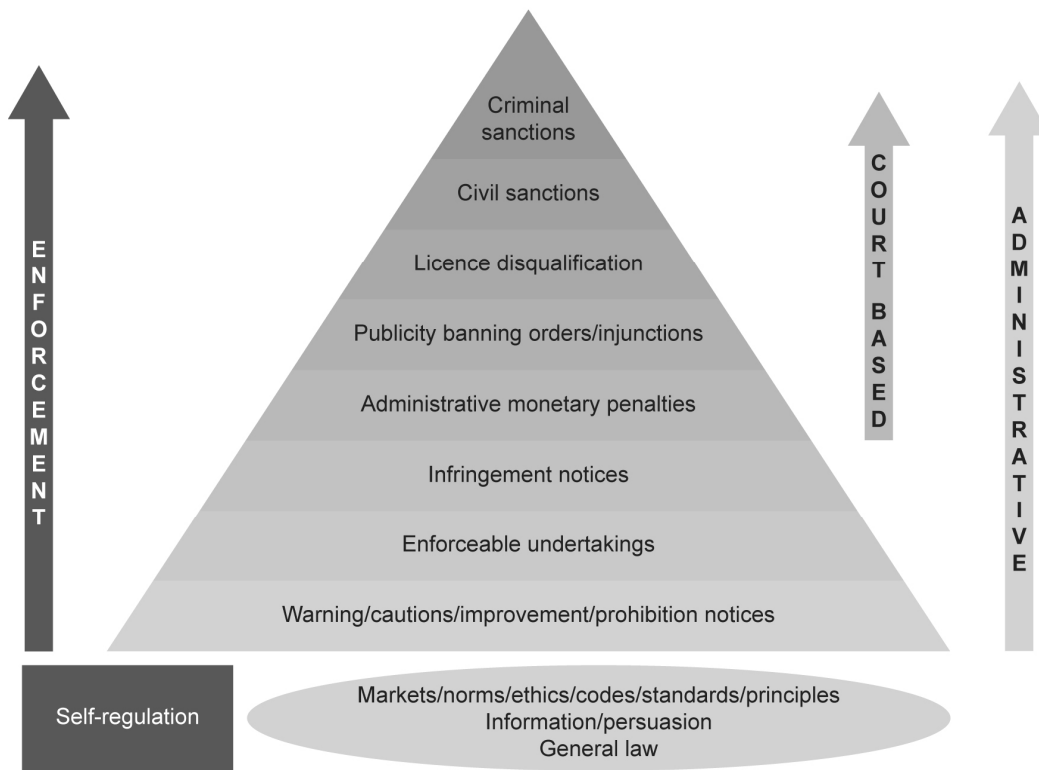 Criminal
sanctions
Civil sanctions
Licence disqualification
Publicity banning orders/injunctions
Administrative monetary penalties
Infringement notices
Enforceable undertakings
Warning/cautions/improvement/prohibition notices
ENFORCEMENT
COURT BASED
ADMINISTRATIVE
Self-regulation
Markets/norms/ethics/codes/standards/principles
Information/persuasion
General law